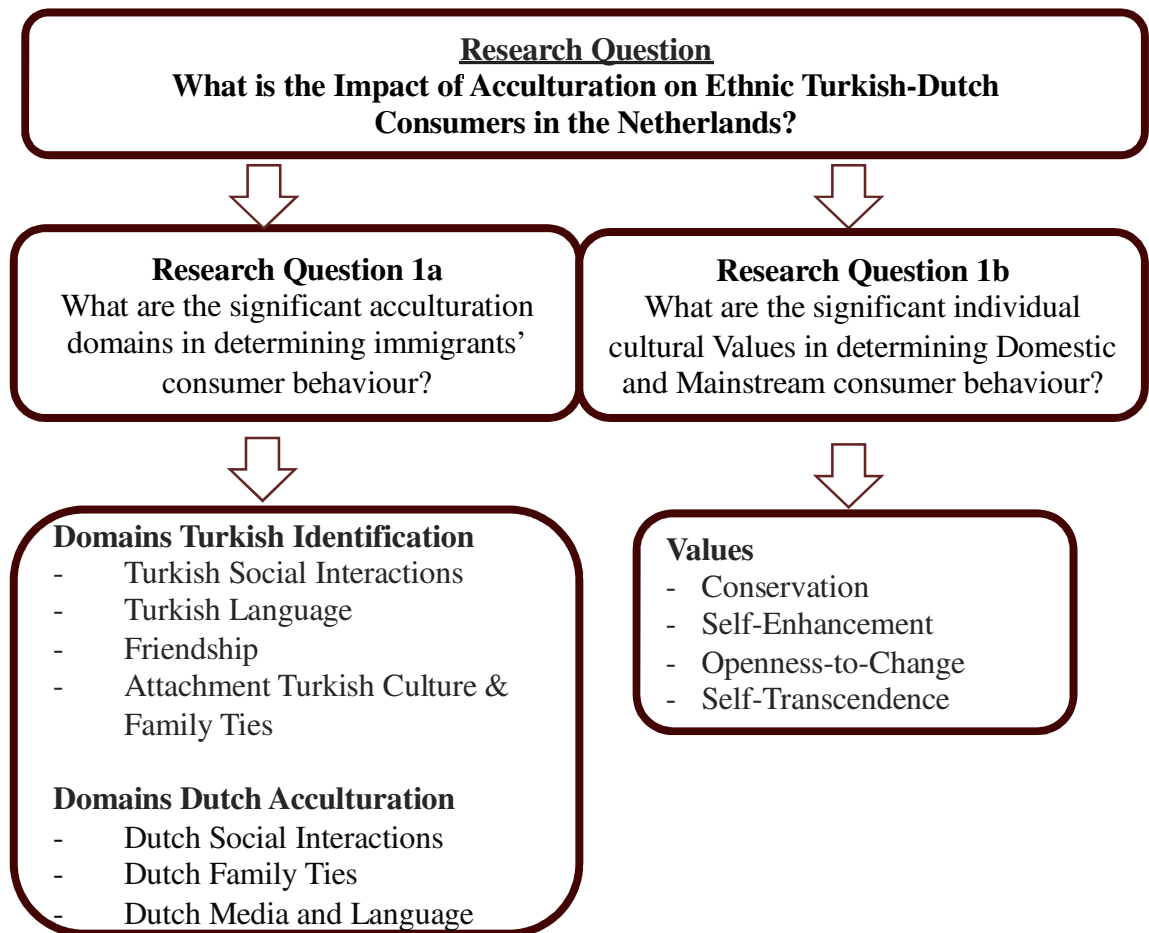 Research Question
What is the Impact of Acculturation on Ethnic Turkish-Dutch
Consumers in the Netherlands?
Research Question 1a
What are the significant acculturation
domains in determining immigrants’
consumer behaviour?
Research Question 1b
What are the significant individual
cultural Values in determining Domestic
and Mainstream consumer behaviour?
Domains Turkish Identification
- Turkish Social Interactions
- Turkish Language
- Friendship
- Attachment Turkish Culture &
Family Ties
Domains Dutch Acculturation
- Dutch Social Interactions
- Dutch Family Ties
- Dutch Media and Language
Values
- Conservation
- Self-Enhancement
- Openness-to-Change
- Self-Transcendence